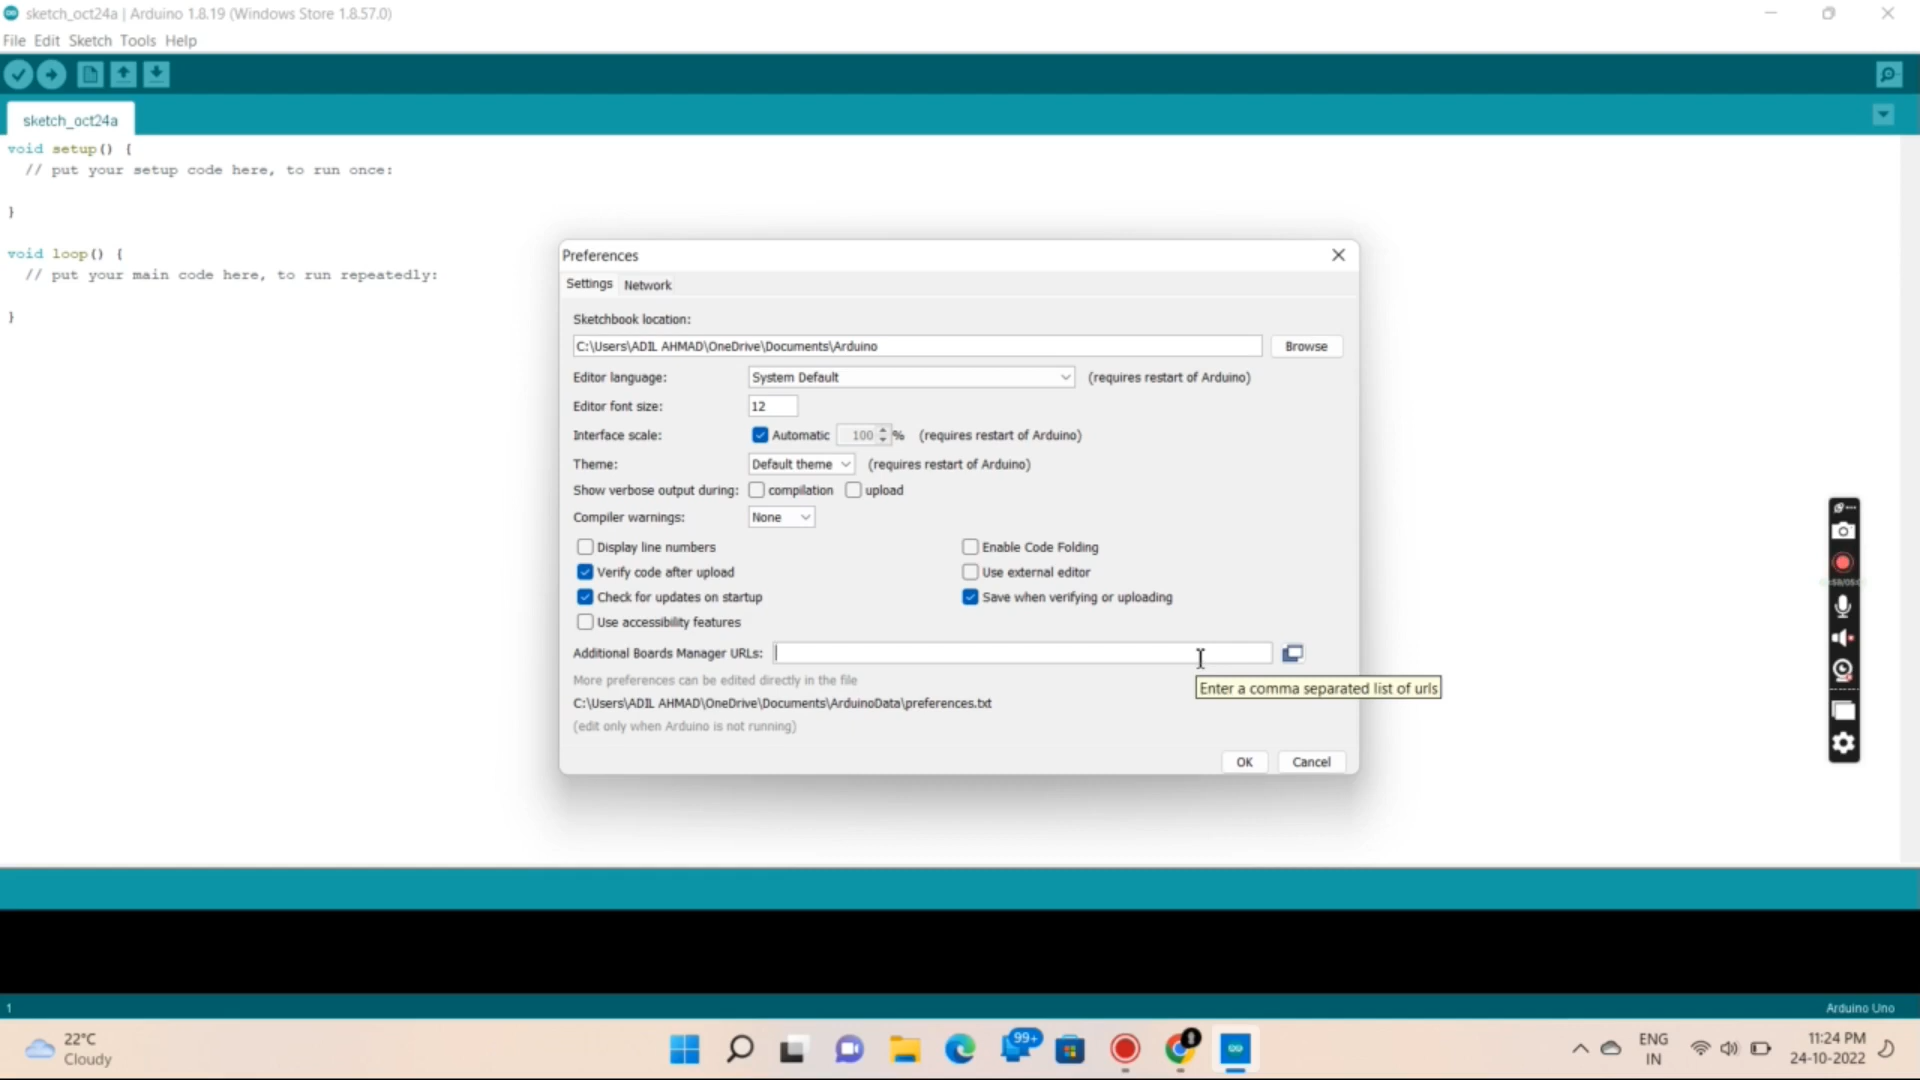 sketch_oct24a | Arduino 1.8.19 (Windows Store 1.8.57.0)
File Edit Sketch Tools Help
sketch_oct24a
void setup() {
// put your setup code here, to run once:
}
void loop() {
// put your main code here, to run repeatedly:
}
Preferences
Settings Network
Sketchbook location:
C:\Users\ADIL AHMAD\OneDrive\Documents\Arduino Browse
Editor language: System Default (requires restart of Arduino)
Editor font size: 12
Interface scale: Automatic 100 % (requires restart of Arduino)
Theme: Default theme (requires restart of Arduino)
Show verbose output during: compilation upload
Compiler warnings: None
Display line numbers Enable Code Folding
Verify code after upload Use external editor
Check for updates on startup Save when verifying or uploading
Use accessibility features
Additional Boards Manager URLs:
More preferences can be edited directly in the file
Enter a comma separated list of urls
C:\Users\ADIL AHMAD\OneDrive\Documents\ArduinoData\preferences.txt
(edit only when Arduino is not running)
OK Cancel
1 Arduino Uno
22°C
Cloudy
99+
ENG
IN
11:24 PM
24-10-2022